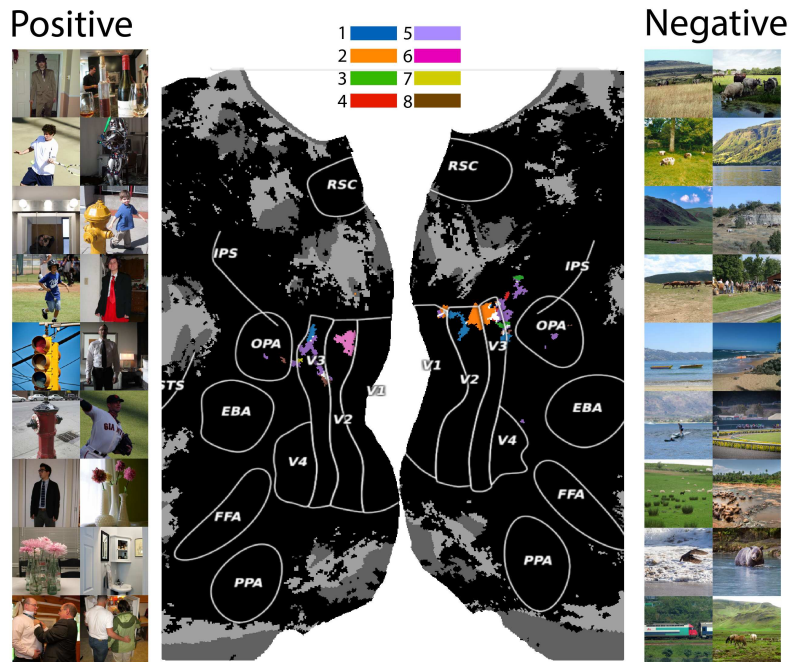 Positive
Negative
1 5
2 6
3 7
4 8
RSC
RSC
IPS
IPS
OPA
V3
V1
V2
STS
EBA
V4
FFA
PPA
V1
V2
V3
OPA
EBA
V4
FFA
PPA
GIA